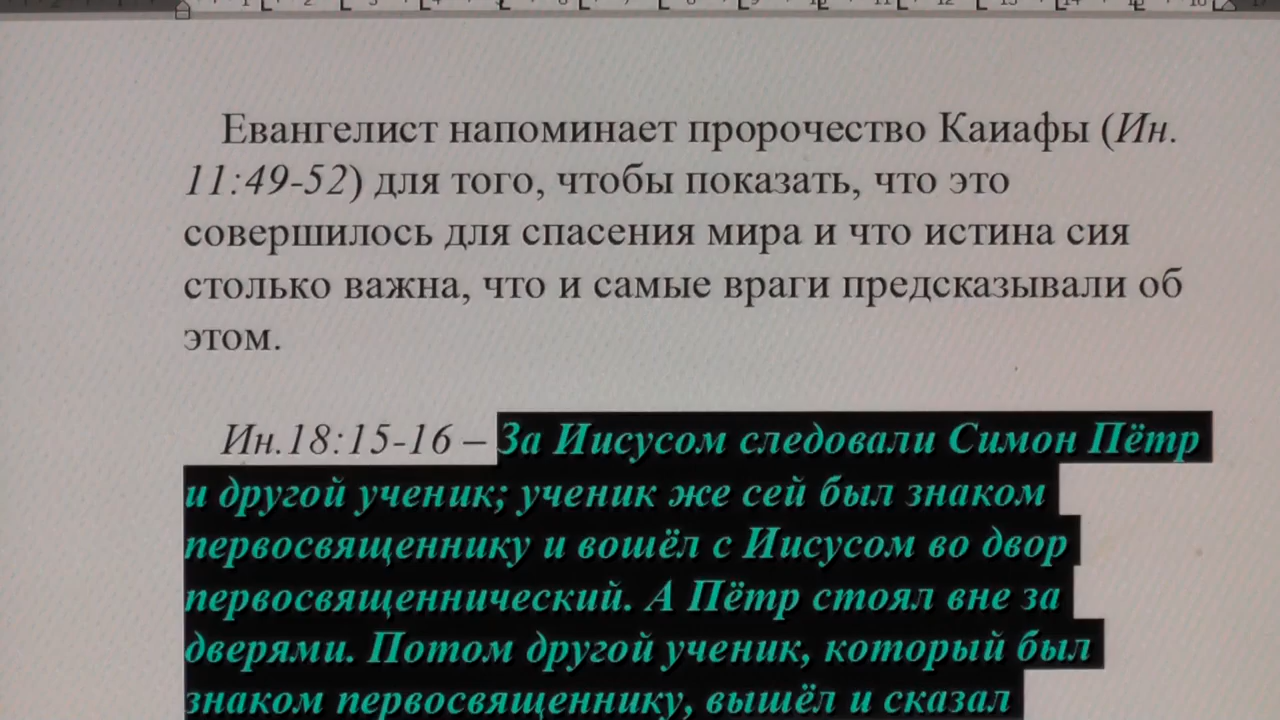 Евангелист напоминает пророчество Каиафы (Ин.
11:49-52) для того, чтобы показать, что это
совершилось для спасения мира и что истина сия
столько важна, что и самые враги предсказывали об
этом.
Ин.18:15-16 – За Иисусом следовали Симон Пётр
и другой ученик; ученик же сей был знаком
первосвященнику и вошёл с Иисусом во двор
первосвященнический. А Пётр стоял вне за
дверями. Потом другой ученик, который был
знаком первосвященнику, вышёл и сказал